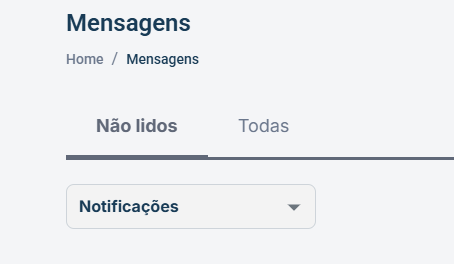 Mensagens
Home / Mensagens
Não lidos Todas
Notificações